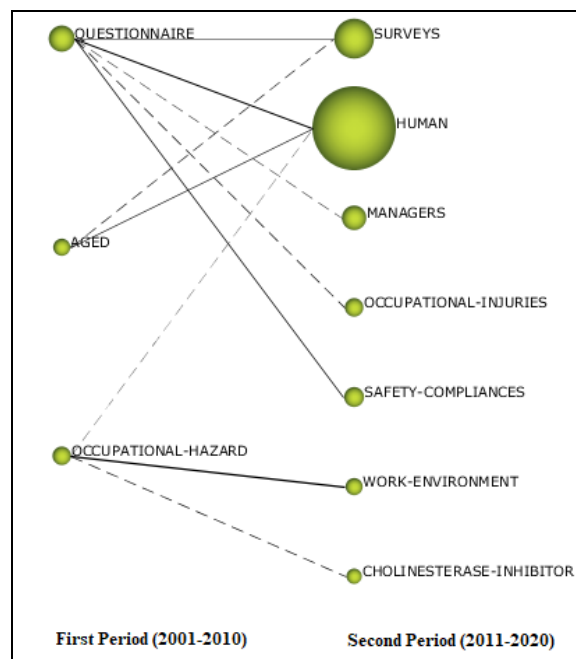 QUESTIONNAIRE
SURVEYS
HUMAN
MANAGERS
AGED
OCCUPATIONAL-INJURIES
SAFETY-COMPLIANCES
OCCUPATIONAL-HAZARD
WORK-ENVIRONMENT
CHOLINESTERASE-INHIBITOR
First Period (2001-2010)
Second Period (2011-2020)